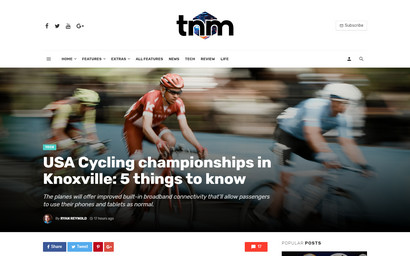 tnm
Subscribe
HOME FEATURES EXTRAS ALL FEATURES NEWS TECH REVIEW LIFE
USA Cycling championships in
Knoxville: 5 things to know
The planes will offer improved built-in broadband connectivity that'll allow passengers
to use their phones and tablets as normal.
By RYAN REYNOLD 17 hours ago
Share
Tweet
POPULAR POSTS